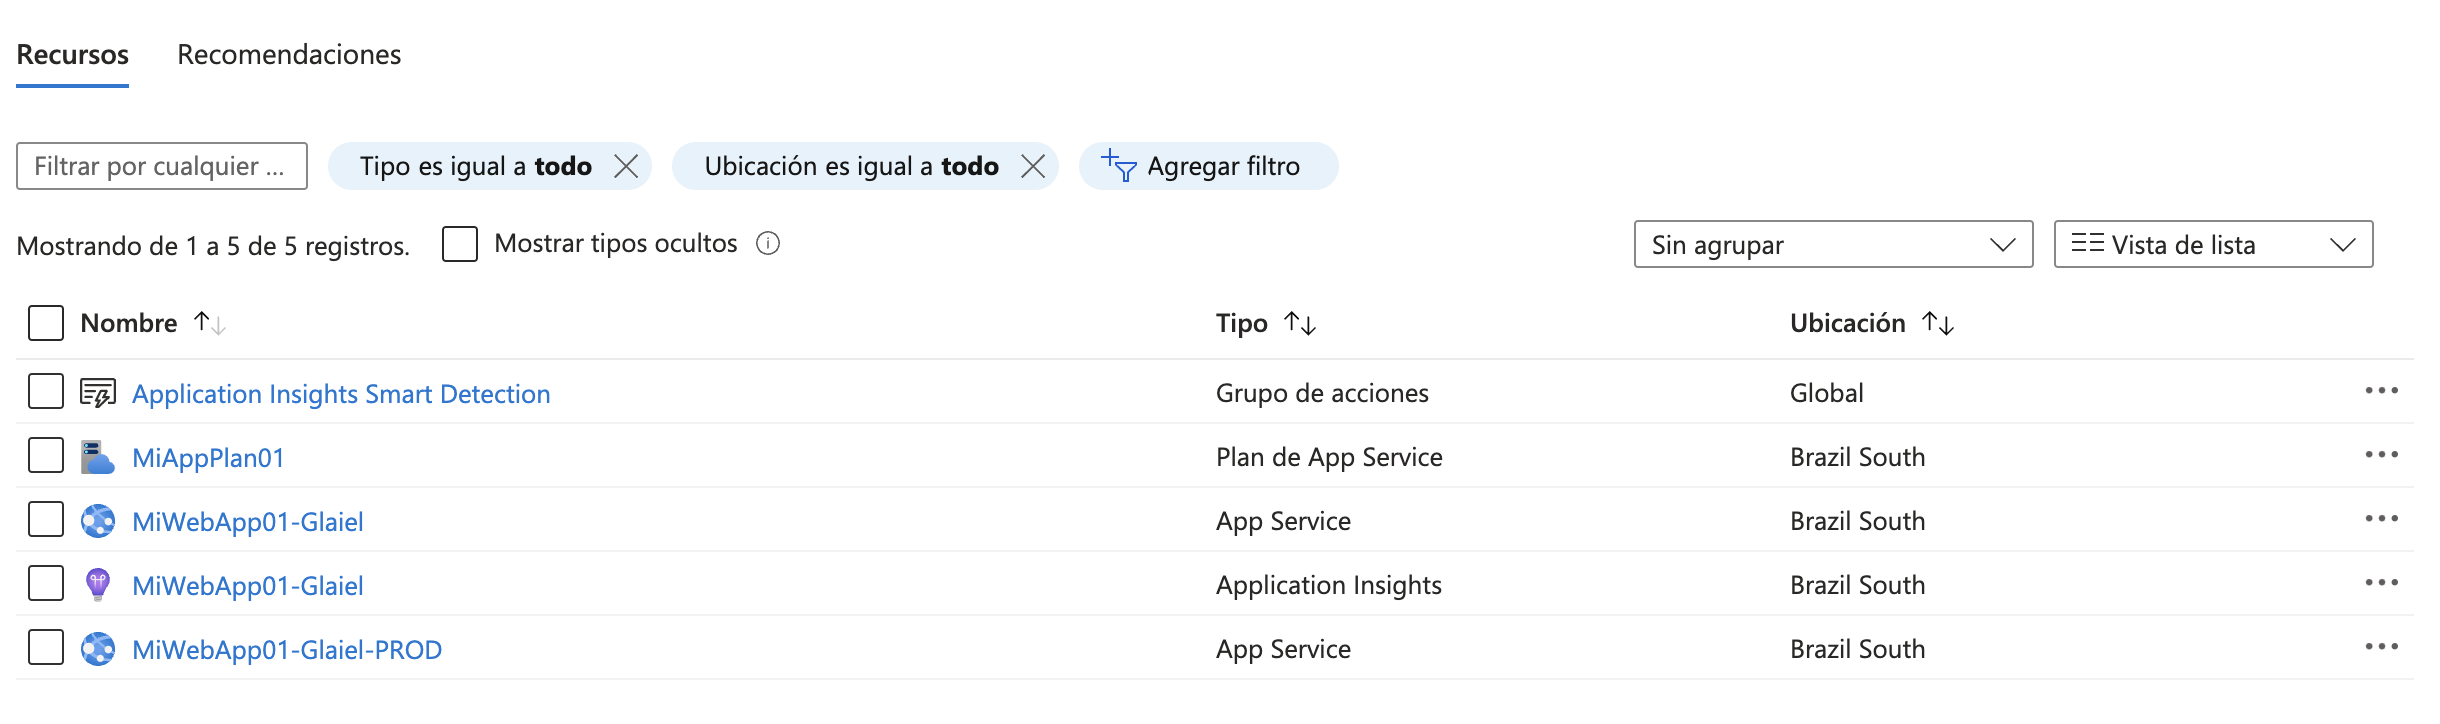 Recursos Recomendaciones
Filtrar por cualquier ... Tipo es igual a todo Ubicación es igual a todo Agregar filtro
Mostrando de 1 a 5 de 5 registros. Mostrar tipos ocultos Sin agrupar Vista de lista
Nombre Tipo Ubicación
Application Insights Smart Detection Grupo de acciones Global
MiAppPlan01 Plan de App Service Brazil South
MiWebApp01-Glaiel App Service Brazil South
MiWebApp01-Glaiel Application Insights Brazil South
MiWebApp01-Glaiel-PROD App Service Brazil South